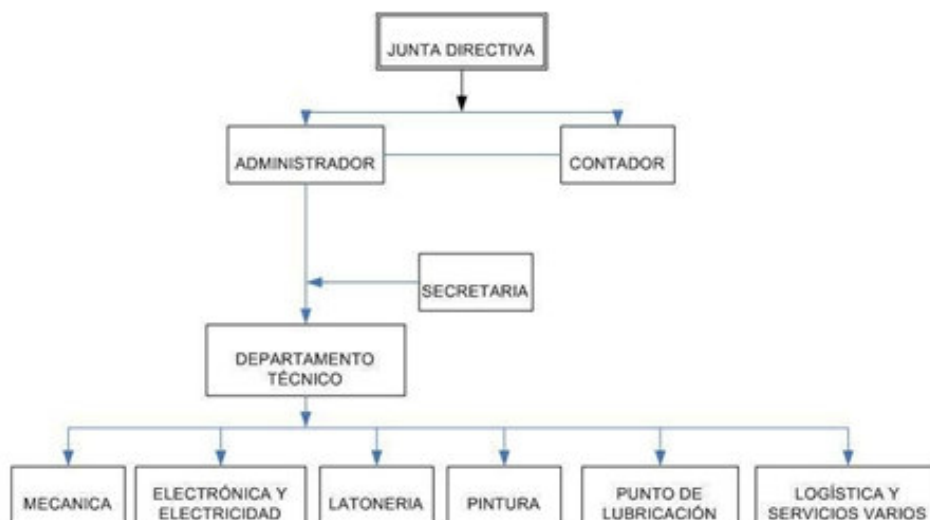 JUNTA DIRECTIVA
ADMINISTRADOR
CONTADOR
SECRETARIA
DEPARTAMENTO
TÉCNICO
MECANICA
ELECTRÓNICA Y
ELECTRICIDAD
LATONERIA
PINTURA
PUNTO DE
LUBRICACIÓN
LOGÍSTICA Y
SERVICIOS VARIOS